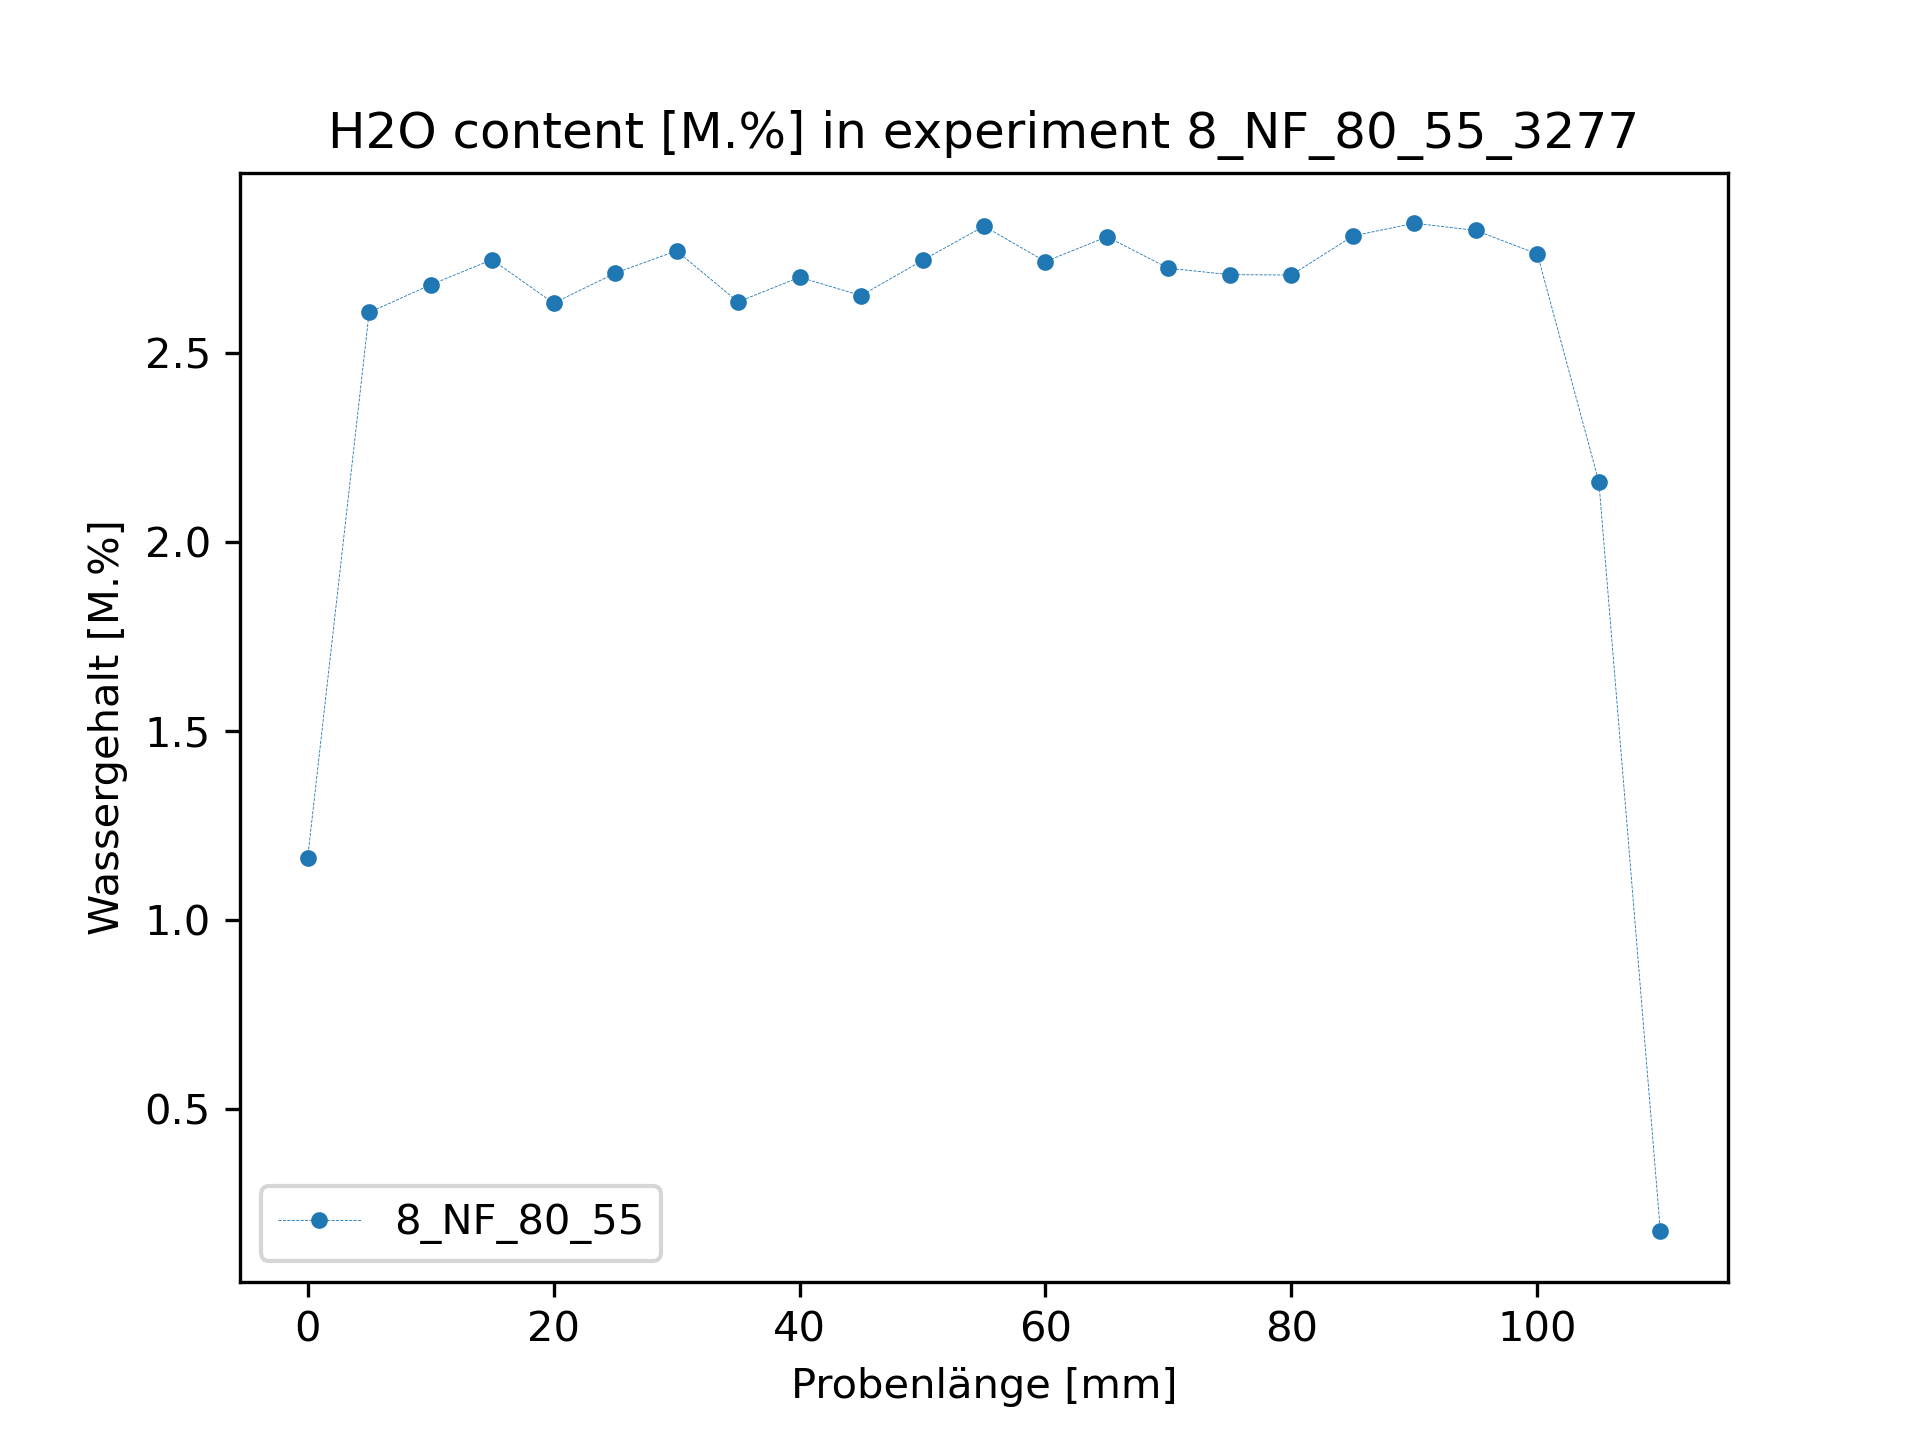 H2O content [M.%] in experiment 8_NF_80_55_3277
Wassergehalt [M.%]
2.5
2.0
1.5
1.0
0.5
8_NF_80_55
0 20 40 60 80 100
Probenlänge [mm]